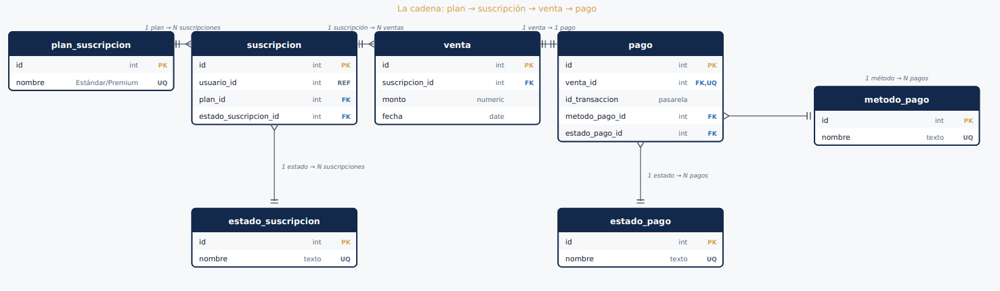 La cadena: plan → suscripción → venta → pago
1 plan → N suscripciones
1 suscripción → N ventas
1 venta → 1 pago
plan_suscripcion
id int PK
nombre Estándar/Premium UQ
suscripcion
id int PK
usuario_id int REF
plan_id int FK
estado_suscripcion_id int FK
venta
id int PK
suscripcion_id int FK
monto numeric
fecha date
pago
id int PK
venta_id int FK,UQ
id_transaccion pasarela
metodo_pago_id int FK
estado_pago_id int FK
1 método → N pagos
metodo_pago
id int PK
nombre texto UQ
1 estado → N suscripciones
1 estado → N pagos
estado_suscripcion
id int PK
nombre texto UQ
estado_pago
id int PK
nombre texto UQ